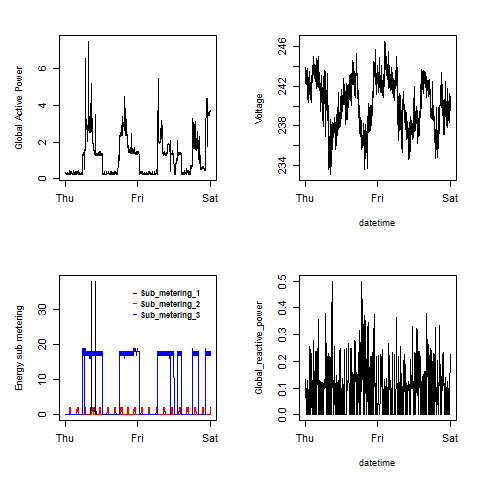 Global Active Power
0 2 4 6
Thu Fri Sat
Voltage
234 238 242 246
Thu Fri Sat
datetime
Energy sub metering
0 10 20 30
Sub_metering_1
Sub_metering_2
Sub_metering_3
Thu Fri Sat
Global_reactive_power
0.0 0.1 0.2 0.3 0.4 0.5
Thu Fri Sat
datetime